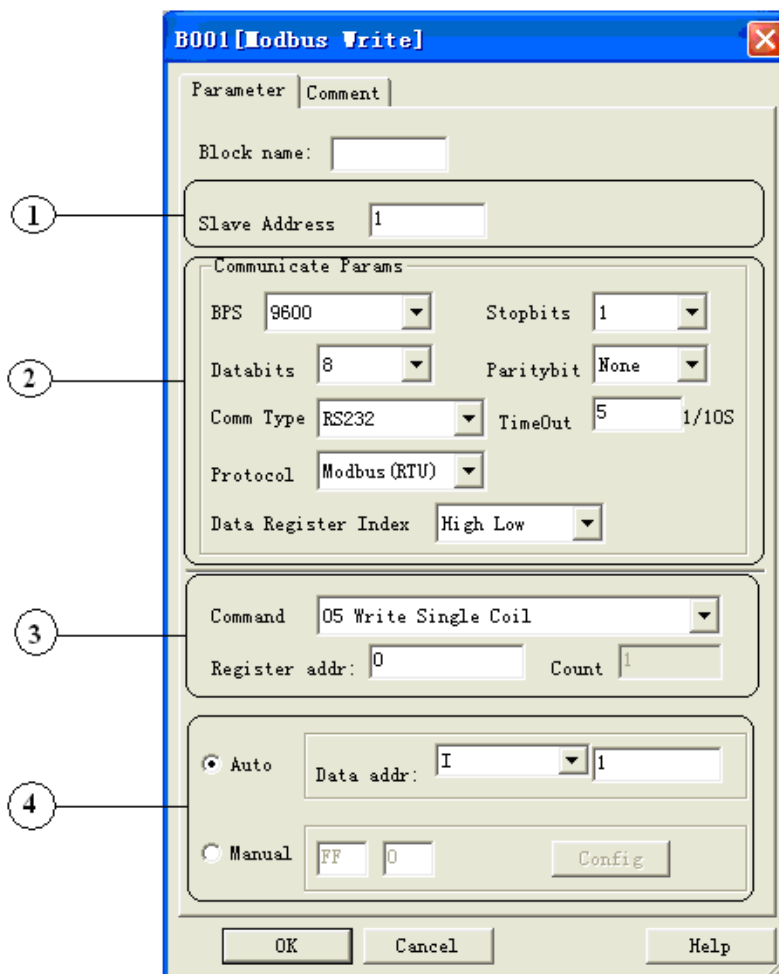 B001[Modbus Write]
Parameter Comment
Block name:
1
Slave Address 1
Communicate Params
BPS 9600 Stopbits 1
2
Databits 8 Paritybit None
Comm Type RS232 TimeOut 5 1/10S
Protocol Modbus(RTU)
Data Register Index High Low
3
Command 05 Write Single Coil
Register addr: 0 Count 1
4
Auto Data addr: I 1
Manual FF 0 Config
OK Cancel Help